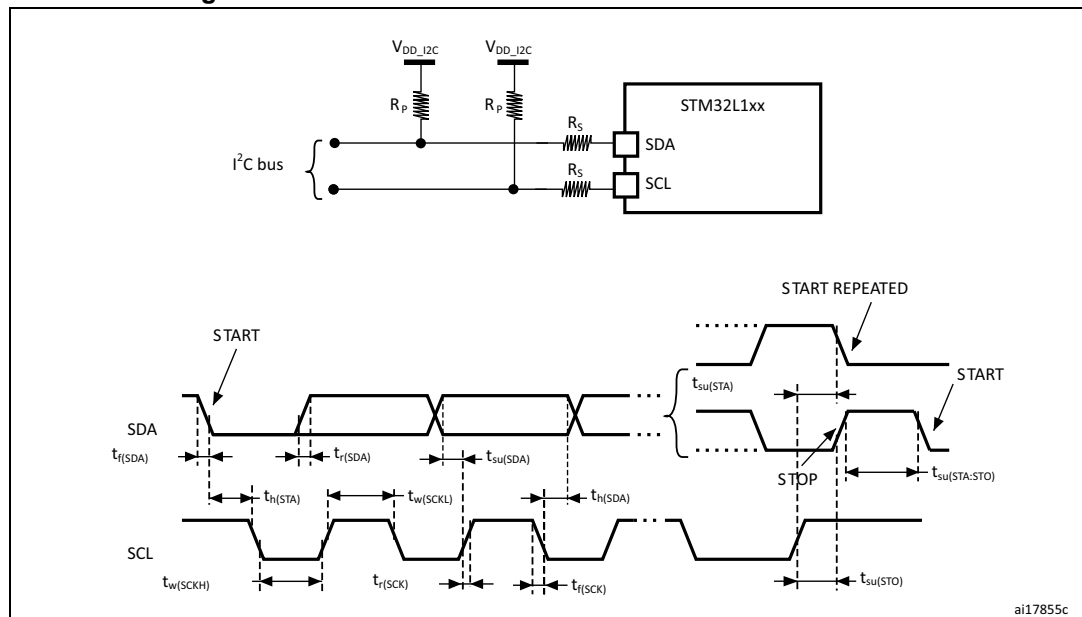 V_DD_I2C V_DD_I2C
R_P R_P
STM32L1xx
R_S
SDA
I²C bus
R_S
SCL
START REPEATED
START
t_su(STA)
START
SDA
t_f(SDA)
t_r(SDA)
t_su(SDA)
STOP
t_su(STA:STO)
t_h(STA)
t_w(SCKL)
t_h(SDA)
SCL
t_w(SCKH)
t_r(SCK)
t_f(SCK)
t_su(STO)
ai17855c